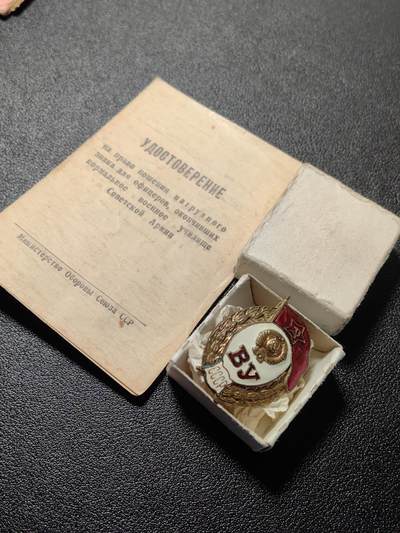 УДОСТОВЕРЕНИЕ
на право ношения нагрудного
знака для офицеров, окончивших
нормальное военное училище
Советской Армии
Министерство Обороны Союза ССР
ВУ
СССР